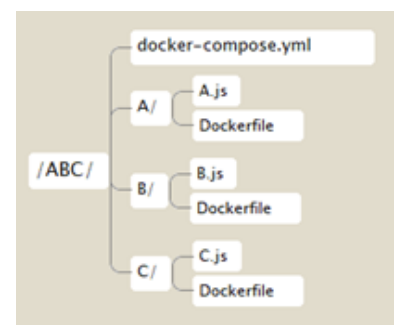 docker-compose.yml
A/
A.js
Dockerfile
/ABC/
B/
B.js
Dockerfile
C/
C.js
Dockerfile